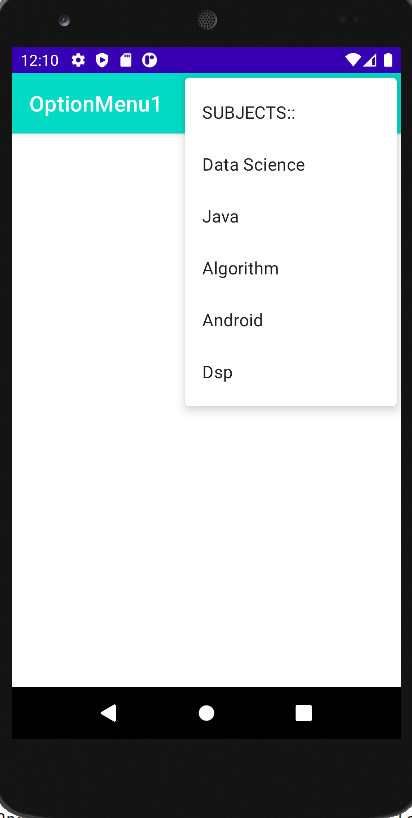 12:10
OptionMenu1
SUBJECTS::
Data Science
Java
Algorithm
Android
Dsp